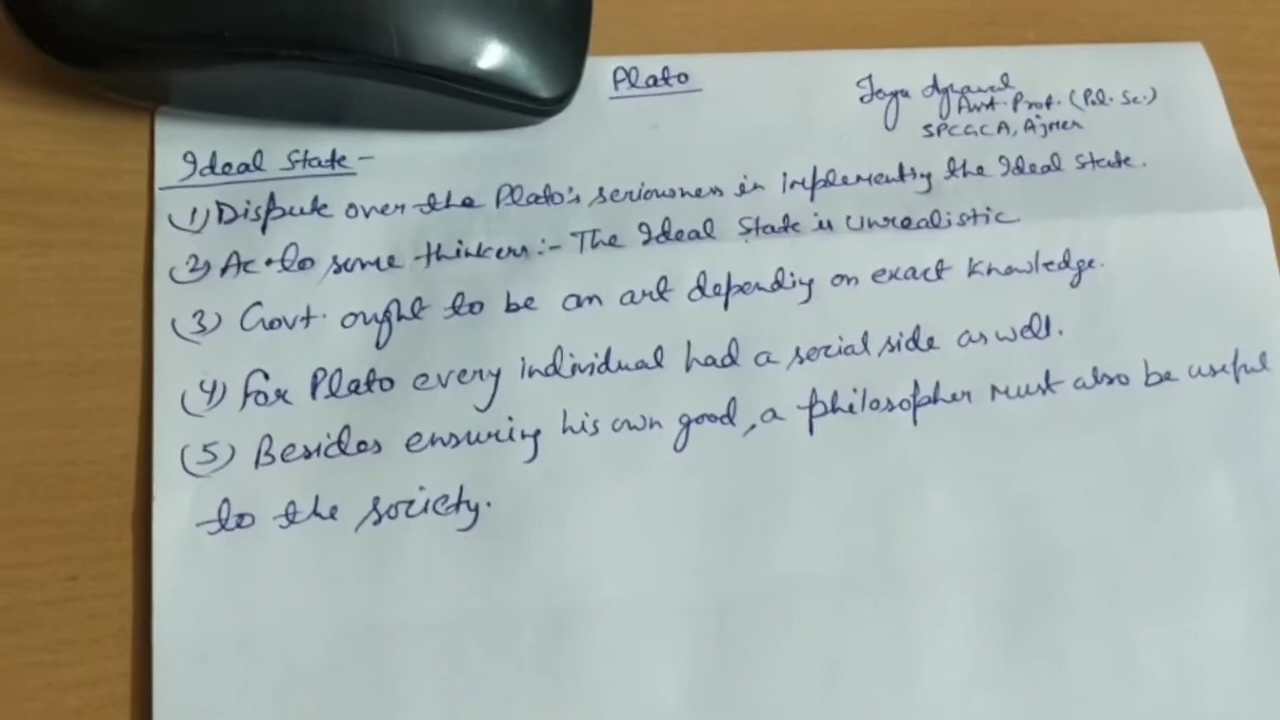 Plato
Jaya Agrawal
Asst. Prof. (Pol. Sc.)
SPCGCA, Ajmer
Ideal State -
(1) Dispute over the Plato's seriousness in implementing the Ideal State.
(2) Ac. to some thinkers:- The Ideal State is Unrealistic
(3) Govt. ought to be an art depending on exact knowledge.
(4) For Plato every individual had a social side as well.
(5) Besides ensuring his own good, a philosopher must also be useful
to the society.